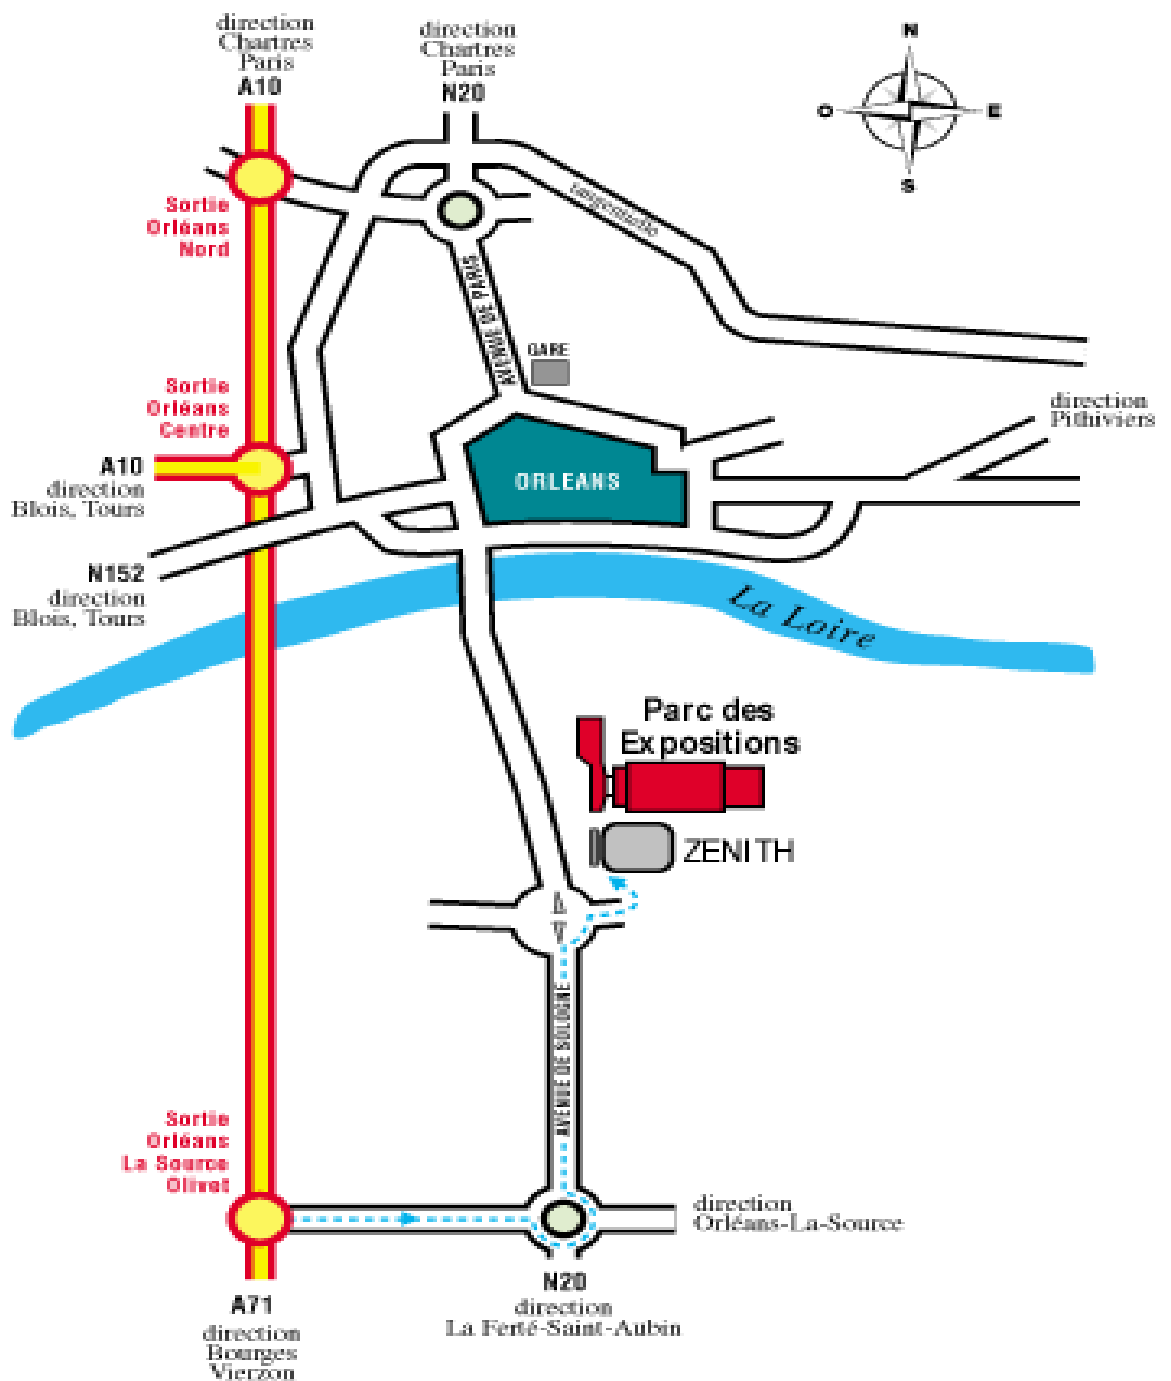 direction
Chartres
Paris
A10
direction
Chartres
Paris
N20
N
O
E
S
Sortie
Orléans
Nord
AVENUE DE PARIS
GARE
Sortie
Orléans
Centre
direction
Pithiviers
A10
direction
Blois, Tours
ORLEANS
N152
direction
Blois, Tours
La Loire
Parc des
Expositions
ZENITH
AVENUE DE SOLOGNE
Sortie
Orléans
La Source
Olivet
direction
Orléans-La-Source
N20
direction
La Ferté-Saint-Aubin
A71
direction
Bourges
Vierzon